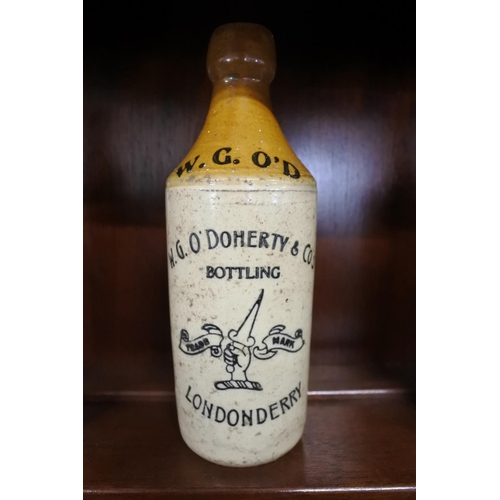 W. G. O'D
W. G. O'DOHERTY & CO.
BOTTLING
TRADE MARK
LONDONDERRY